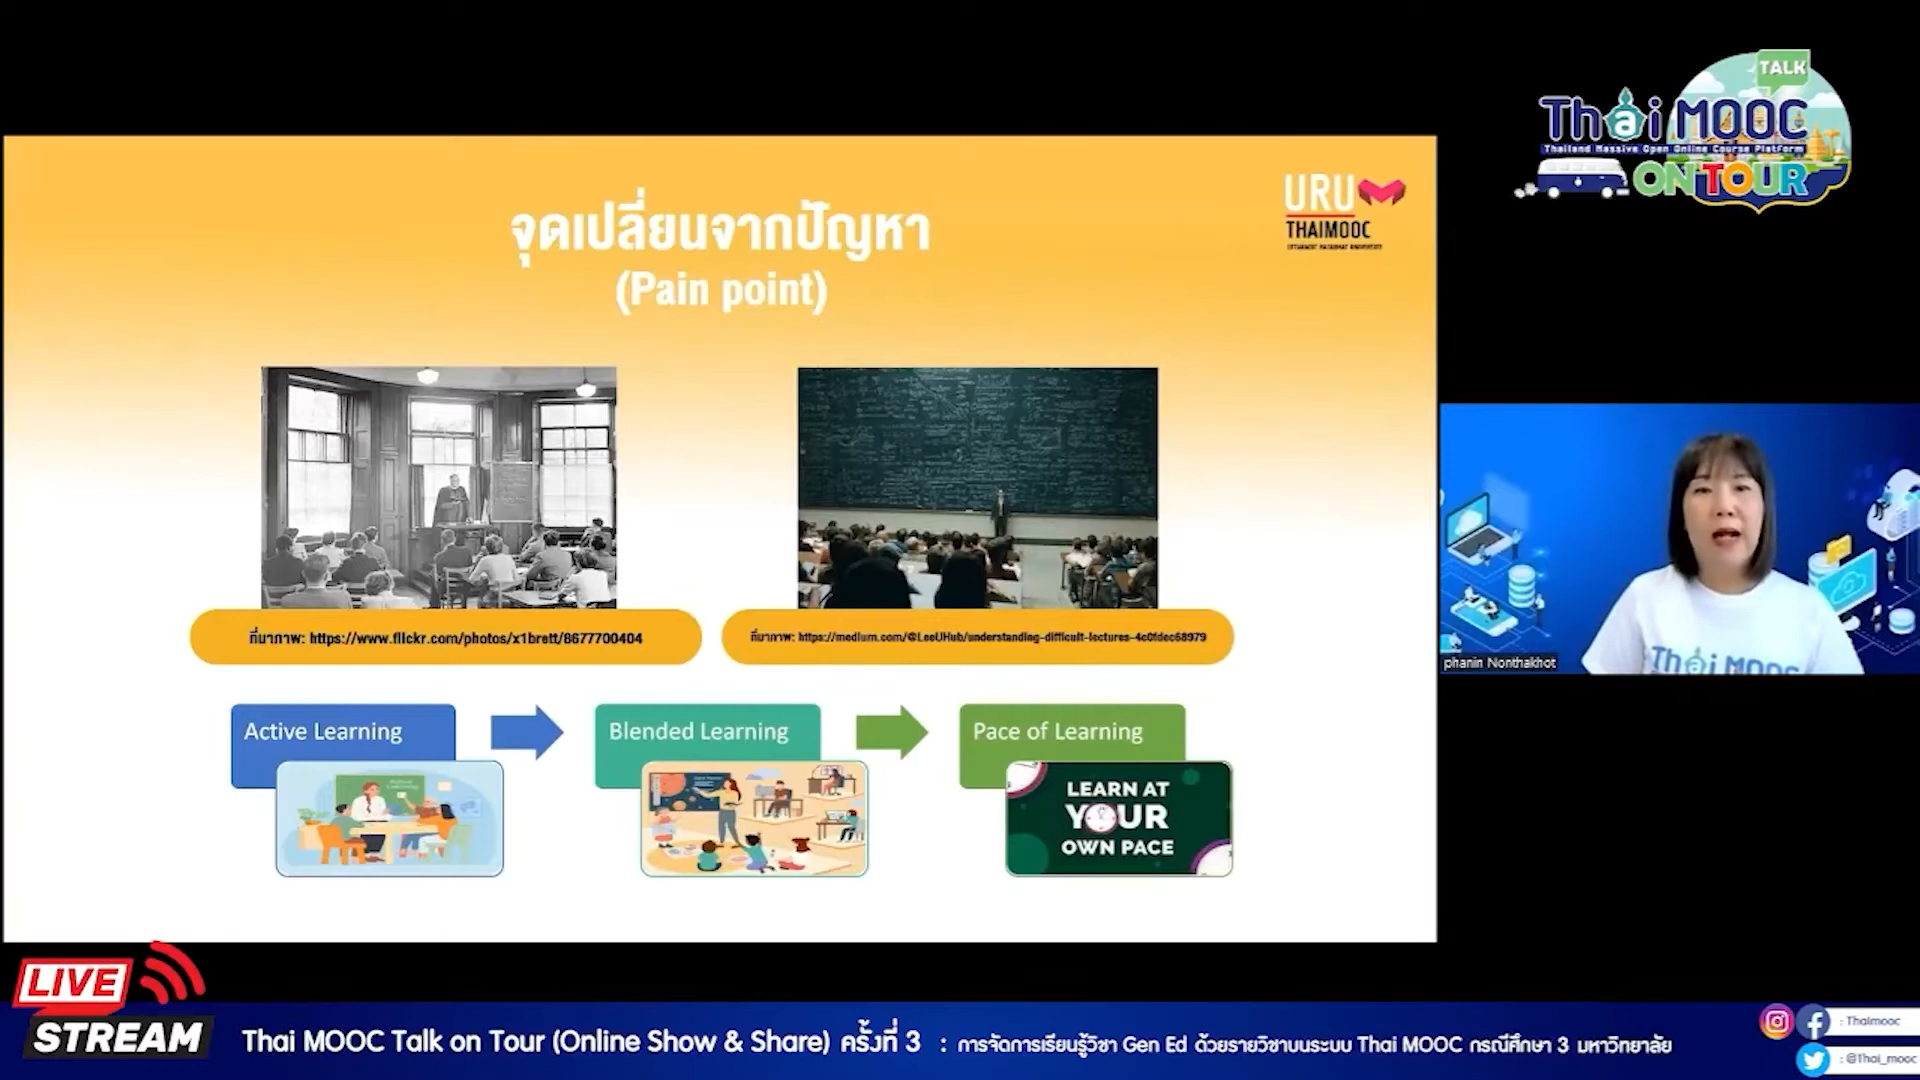 TALK
Thai MOOC
Thailand Massive Open Online Course Platform
ON TOUR
จุดเปลี่ยนจากปัญหา
(Pain point)
URU
THAIMOOC
ที่มาภาพ: https://www.flickr.com/photos/x1brett/8677700404
ที่มาภาพ: https://medium.com/@LeeUHub/understanding-difficult-lectures-4c0fdec68979
Active Learning
Blended Learning
Pace of Learning
LEARN AT
YOUR
OWN PACE
Thai MOOC
phanin Nonthakhot
LIVE
STREAM
Thai MOOC Talk on Tour (Online Show & Share) ครั้งที่ 3 : การจัดการเรียนรู้วิชา Gen Ed ด้วยรายวิชาบนระบบ Thai MOOC กรณีศึกษา 3 มหาวิทยาลัย
: Thaimooc
: @Thai_mooc